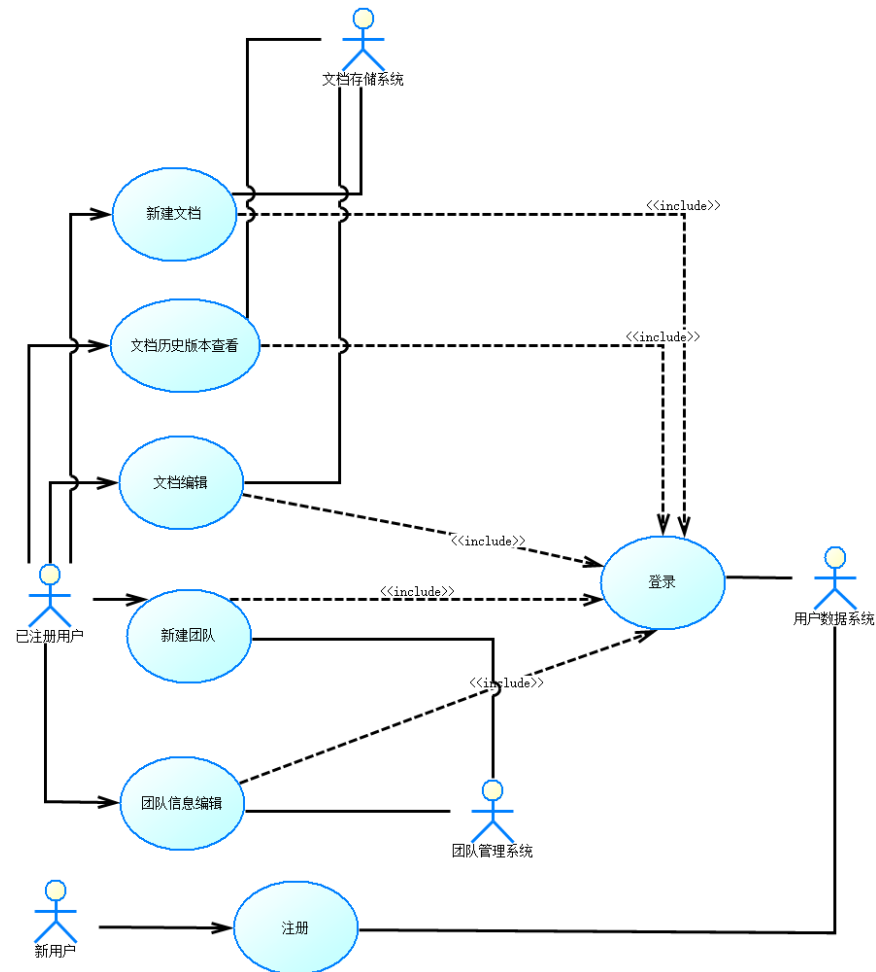 文档存储系统
新建文档
<<include>>
文档历史版本查看
<<include>>
文档编辑
<<include>>
登录
用户数据系统
已注册用户
新建团队
<<include>>
<<include>>
团队信息编辑
团队管理系统
新用户
注册